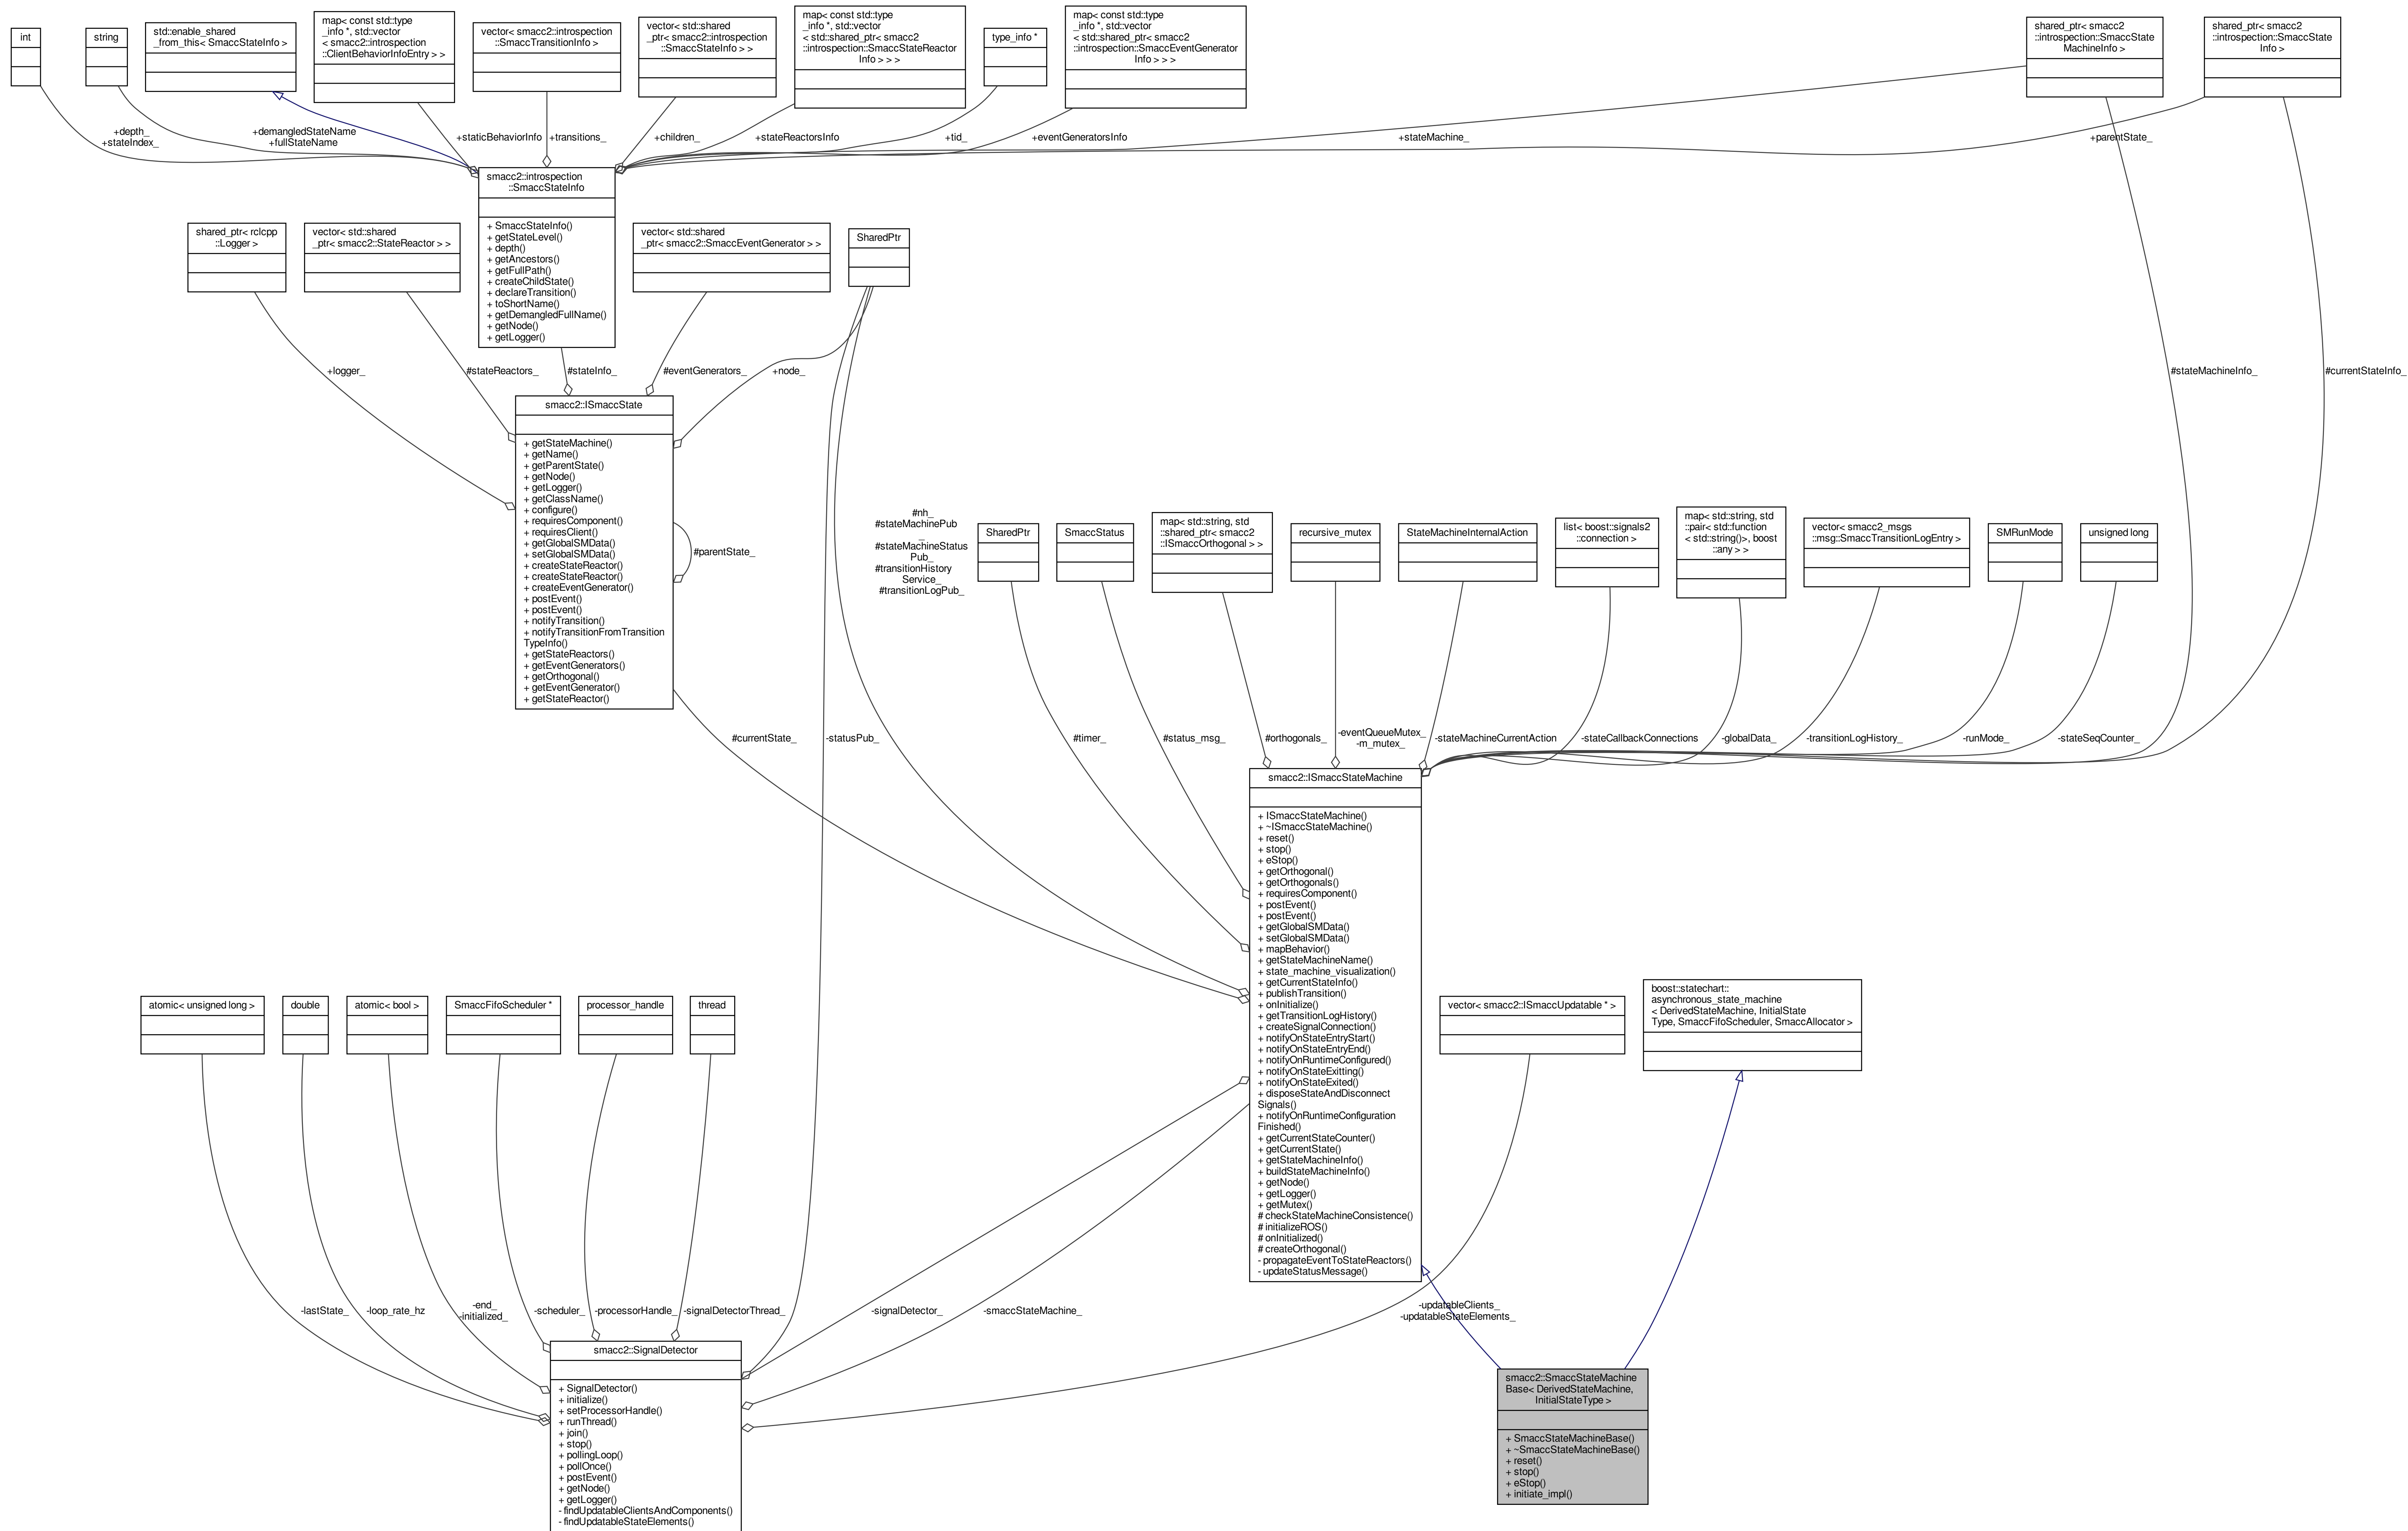 int
string
std::enable_shared
_from_this< SmaccStateInfo >
map< const std::type
_info *, std::vector
< smacc2::introspection
::ClientBehaviorInfoEntry > >
vector< smacc2::introspection
::SmaccTransitionInfo >
vector< std::shared
_ptr< smacc2::introspection
::SmaccStateInfo > >
map< const std::type
_info *, std::vector
< std::shared_ptr< smacc2
::introspection::SmaccStateReactor
Info > > >
type_info *
map< const std::type
_info *, std::vector
< std::shared_ptr< smacc2
::introspection::SmaccEventGenerator
Info > > >
shared_ptr< smacc2
::introspection::SmaccState
MachineInfo >
shared_ptr< smacc2
::introspection::SmaccState
Info >
+depth_
+stateIndex_
+demangledStateName
+fullStateName
+staticBehaviorInfo
+transitions_
+children_
+stateReactorsInfo
+tid_
+eventGeneratorsInfo
+stateMachine_
+parentState_
smacc2::introspection
::SmaccStateInfo
+ SmaccStateInfo()
+ getStateLevel()
+ depth()
+ getAncestors()
+ getFullPath()
+ createChildState()
+ declareTransition()
+ toShortName()
+ getDemangledFullName()
+ getNode()
+ getLogger()
shared_ptr< rclcpp
::Logger >
vector< std::shared
_ptr< smacc2::StateReactor > >
vector< std::shared
_ptr< smacc2::SmaccEventGenerator > >
SharedPtr
+logger_
#stateReactors_
#stateInfo_
#eventGenerators_
+node_
#stateMachineInfo_
#currentStateInfo_
smacc2::ISmaccState
+ getStateMachine()
+ getName()
+ getParentState()
+ getNode()
+ getLogger()
+ getClassName()
+ configure()
+ requiresComponent()
+ requiresClient()
+ getGlobalSMData()
+ setGlobalSMData()
+ createStateReactor()
+ createStateReactor()
+ createEventGenerator()
+ postEvent()
+ postEvent()
+ notifyTransition()
+ notifyTransitionFromTransition
TypeInfo()
+ getStateReactors()
+ getEventGenerators()
+ getOrthogonal()
+ getEventGenerator()
+ getStateReactor()
#parentState_
#nh_
#stateMachinePub
_
#stateMachineStatus
Pub_
#transitionHistory
Service_
#transitionLogPub_
SharedPtr
SmaccStatus
map< std::string, std
::shared_ptr< smacc2
::ISmaccOrthogonal > >
recursive_mutex
StateMachineInternalAction
list< boost::signals2
::connection >
map< std::string, std
::pair< std::function
< std::string()>, boost
::any > >
vector< smacc2_msgs
::msg::SmaccTransitionLogEntry >
SMRunMode
unsigned long
#currentState_
-statusPub_
#timer_
#status_msg_
#orthogonals_
-eventQueueMutex_
-m_mutex_
-stateMachineCurrentAction
-stateCallbackConnections
-globalData_
-transitionLogHistory_
-runMode_
-stateSeqCounter_
smacc2::ISmaccStateMachine
+ ISmaccStateMachine()
+ ~ISmaccStateMachine()
+ reset()
+ stop()
+ eStop()
+ getOrthogonal()
+ getOrthogonals()
+ requiresComponent()
+ postEvent()
+ postEvent()
+ getGlobalSMData()
+ setGlobalSMData()
+ mapBehavior()
+ getStateMachineName()
+ state_machine_visualization()
+ getCurrentStateInfo()
+ publishTransition()
+ onInitialize()
+ getTransitionLogHistory()
+ createSignalConnection()
+ notifyOnStateEntryStart()
+ notifyOnStateEntryEnd()
+ notifyOnRuntimeConfigured()
+ notifyOnStateExitting()
+ notifyOnStateExited()
+ disposeStateAndDisconnect
Signals()
+ notifyOnRuntimeConfiguration
Finished()
+ getCurrentStateCounter()
+ getCurrentState()
+ getStateMachineInfo()
+ buildStateMachineInfo()
+ getNode()
+ getLogger()
+ getMutex()
# checkStateMachineConsistence()
# initializeROS()
# onInitialized()
# createOrthogonal()
- propagateEventToStateReactors()
- updateStatusMessage()
atomic< unsigned long >
double
atomic< bool >
SmaccFifoScheduler *
processor_handle
thread
vector< smacc2::ISmaccUpdatable * >
boost::statechart::
asynchronous_state_machine
< DerivedStateMachine, InitialState
Type, SmaccFifoScheduler, SmaccAllocator >
-lastState_
-loop_rate_hz
-end_
-initialized_
-scheduler_
-processorHandle_
-signalDetectorThread_
-signalDetector_
-smaccStateMachine_
-updatableClients_
-updatableStateElements_
smacc2::SignalDetector
+ SignalDetector()
+ initialize()
+ setProcessorHandle()
+ runThread()
+ join()
+ stop()
+ pollingLoop()
+ pollOnce()
+ postEvent()
+ getNode()
+ getLogger()
- findUpdatableClientsAndComponents()
- findUpdatableStateElements()
smacc2::SmaccStateMachine
Base< DerivedStateMachine,
InitialStateType >
+ SmaccStateMachineBase()
+ ~SmaccStateMachineBase()
+ reset()
+ stop()
+ eStop()
+ initiate_impl()